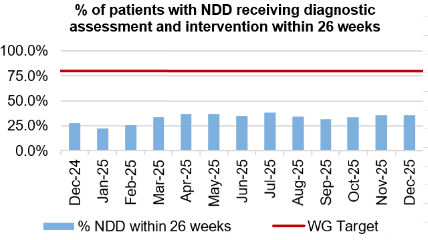 % of patients with NDD receiving diagnostic
assessment and intervention within 26 weeks
100.0%
75.0%
50.0%
25.0%
0.0%
Dec-24
Jan-25
Feb-25
Mar-25
Apr-25
May-25
Jun-25
Jul-25
Aug-25
Sep-25
Oct-25
Nov-25
Dec-25
% NDD within 26 weeks
WG Target